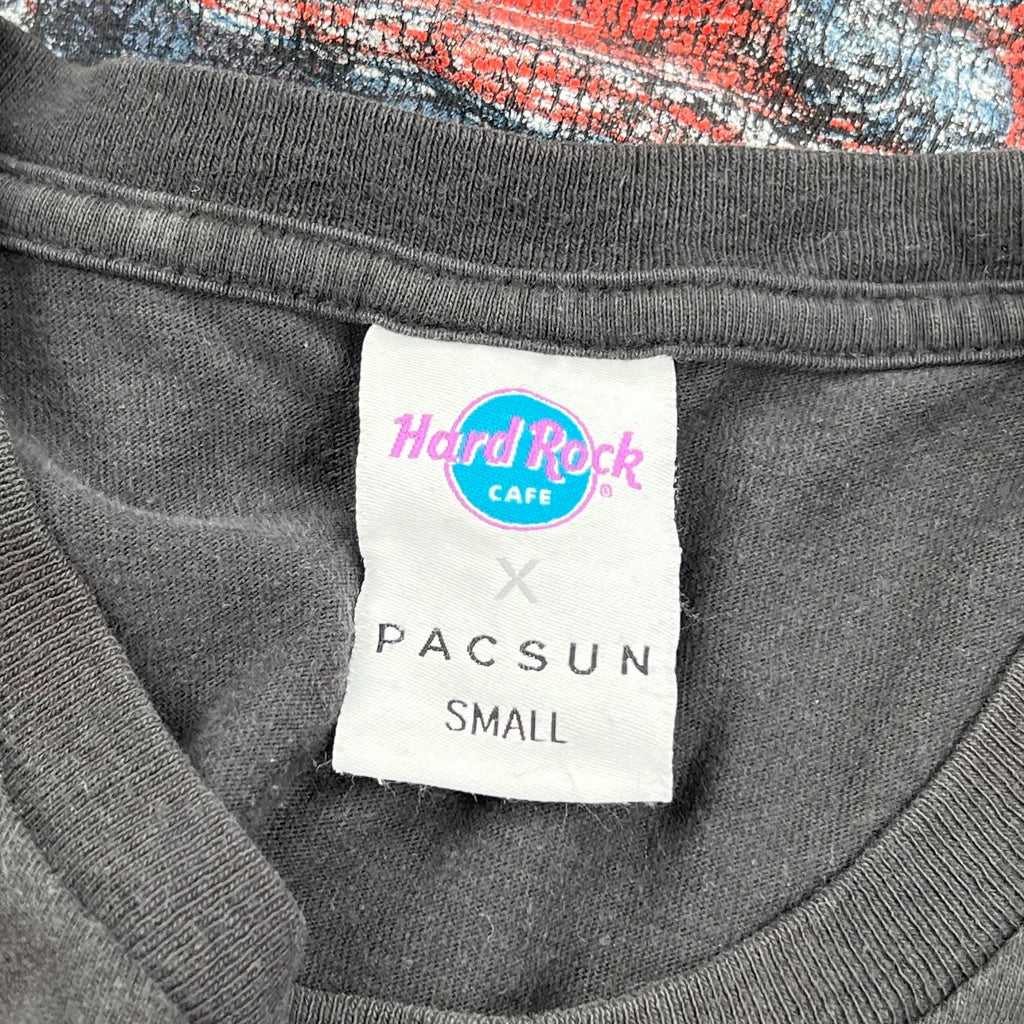 Hard Rock®
CAFE
X
PACSUN
SMALL